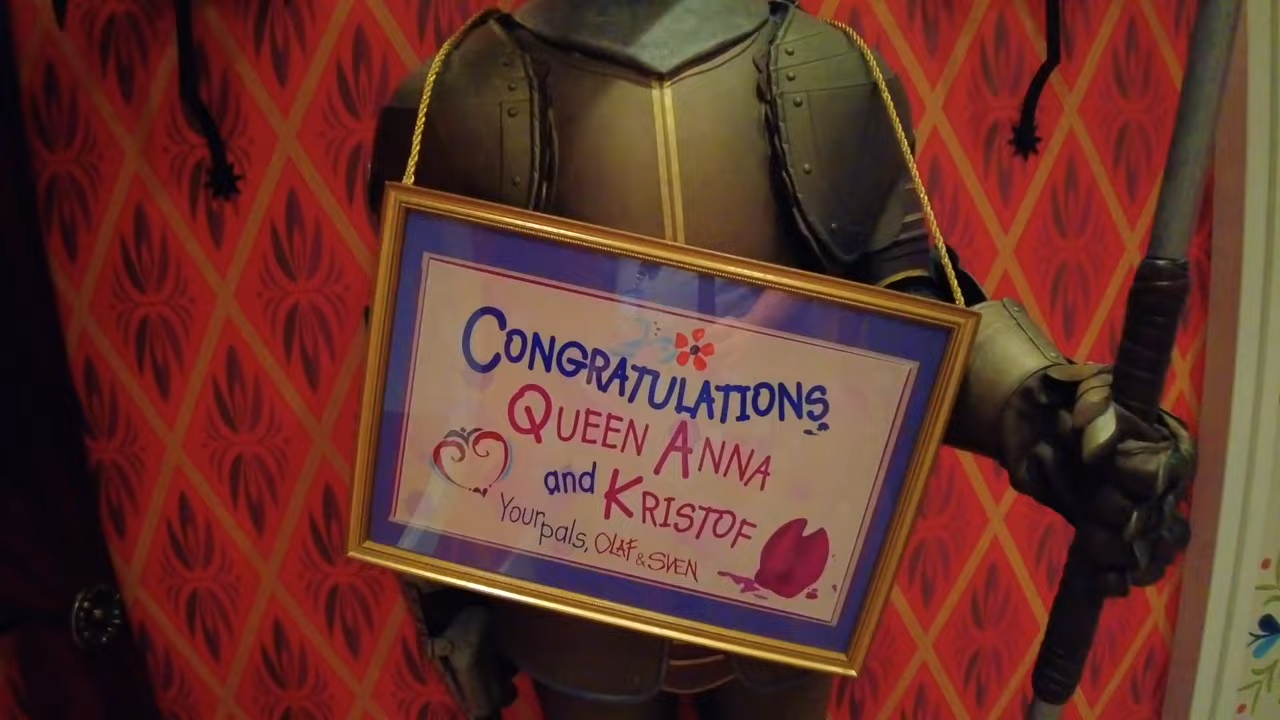 CONGRATULATIONS
QUEEN ANNA
and KRISTOF
Your pals, OLAF & SVEN